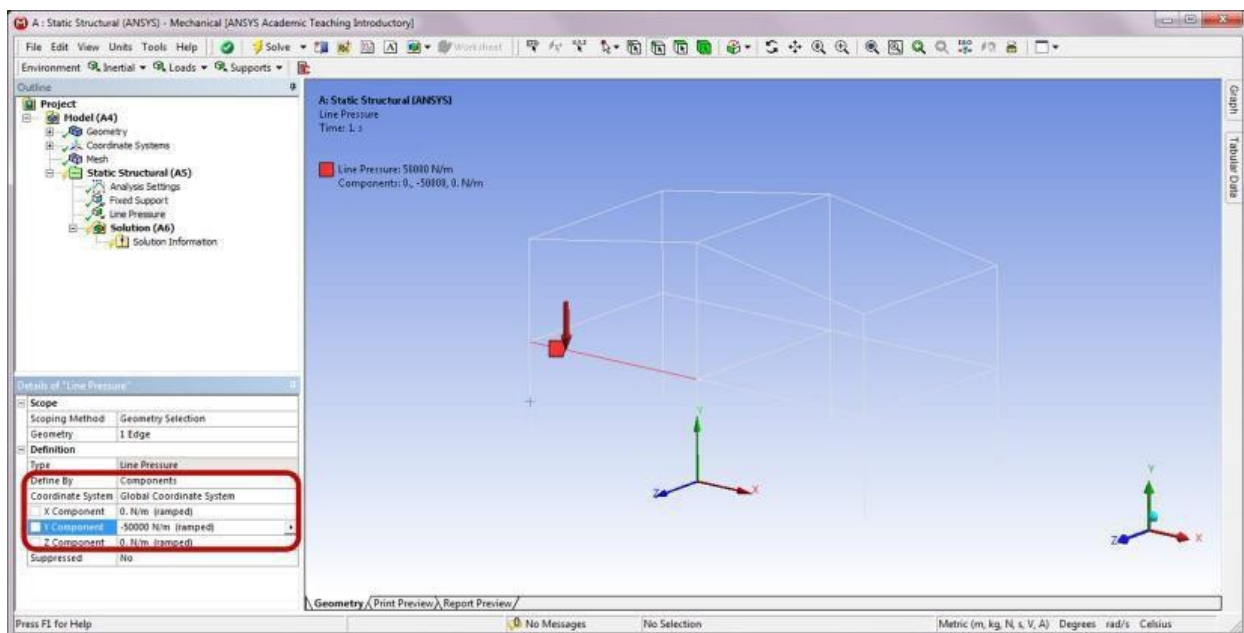 A : Static Structural (ANSYS) - Mechanical [ANSYS Academic Teaching Introductory]
File Edit View Units Tools Help Solve Worksheet
Environment Inertial Loads Supports
Outline
Project
Model (A4)
Geometry
Coordinate Systems
Mesh
Static Structural (A5)
Analysis Settings
Fixed Support
Line Pressure
Solution (A6)
Solution Information
A: Static Structural (ANSYS)
Line Pressure
Time: 1. s
Line Pressure: 50000 N/m
Components: 0., -50000, 0. N/m
Graph
Tabular Data
Details of "Line Pressure"
Scope
Scoping Method Geometry Selection
Geometry 1 Edge
Definition
Type Line Pressure
Define By Components
Coordinate System Global Coordinate System
X Component 0. N/m (ramped)
Y Component -50000 N/m (ramped)
Z Component 0. N/m (ramped)
Suppressed No
Y
Z X
Y
Z X
Geometry Print Preview Report Preview
Press F1 for Help No Messages No Selection Metric (m, kg, N, s, V, A) Degrees rad/s Celsius